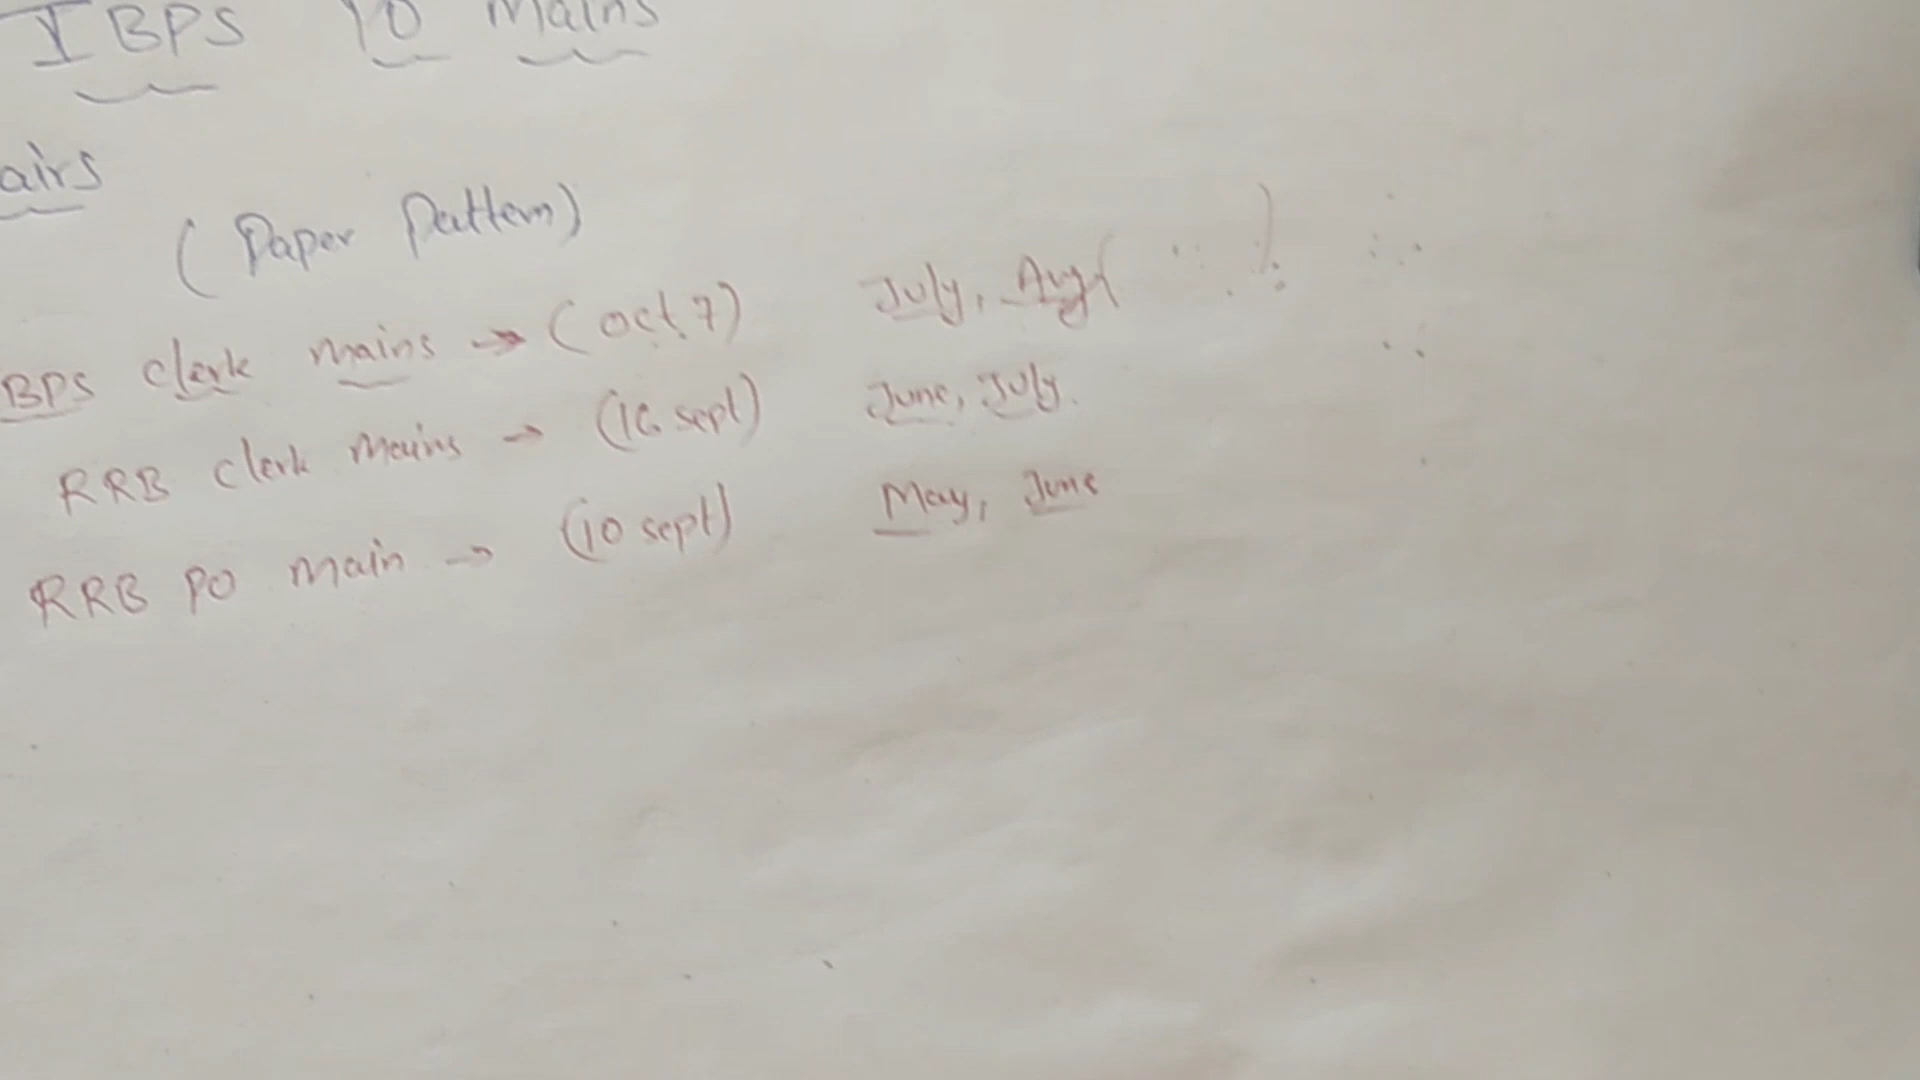 IBPS PO Mains
airs
(Paper Pattern)
BPS clerk mains → (oct 7) July, Aug(      )
RRB clerk Mains → (16 sept) June, July.
RRB PO main → (10 sept) May, June